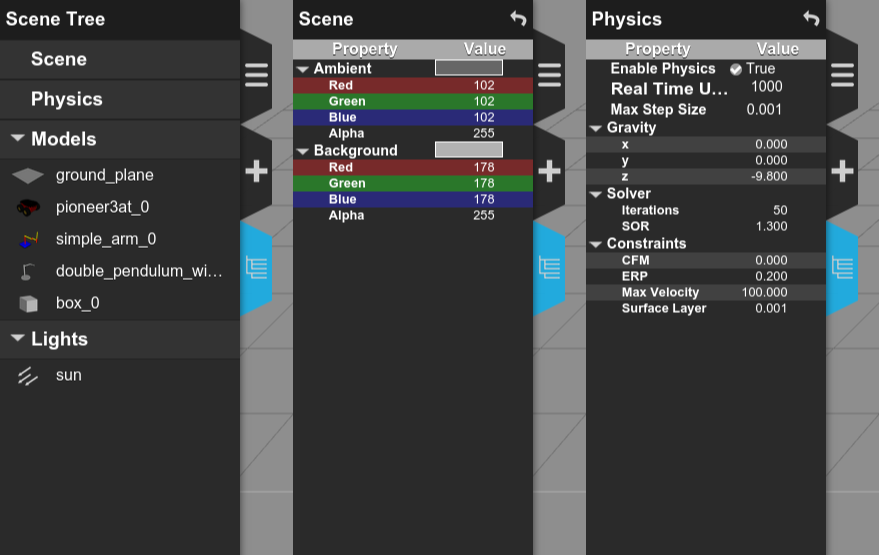 Scene Tree
Scene
Physics
Models
ground_plane
pioneer3at_0
simple_arm_0
double_pendulum_wi...
box_0
Lights
sun
Scene
Property Value
Ambient
Red 102
Green 102
Blue 102
Alpha 255
Background
Red 178
Green 178
Blue 178
Alpha 255
Physics
Property Value
Enable Physics True
Real Time U... 1000
Max Step Size 0.001
Gravity
x 0.000
y 0.000
z -9.800
Solver
Iterations 50
SOR 1.300
Constraints
CFM 0.000
ERP 0.200
Max Velocity 100.000
Surface Layer 0.001